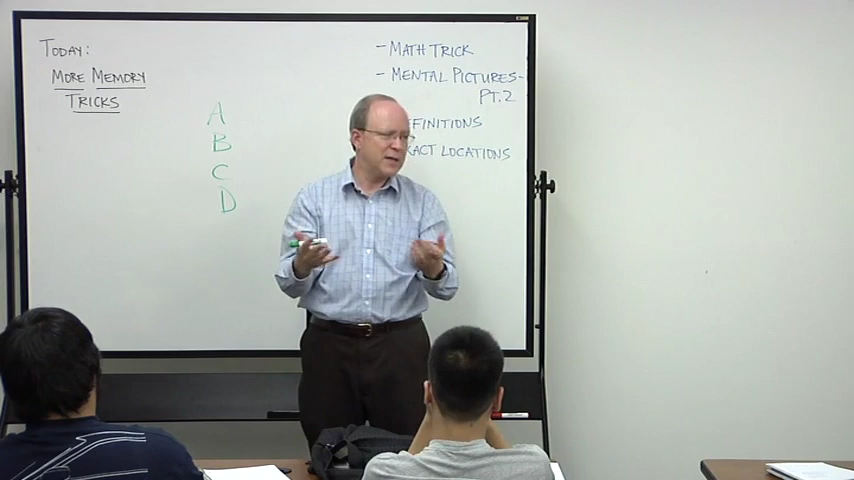 TODAY:
MORE MEMORY
TRICKS
A
B
C
D
- MATH TRICK
- MENTAL PICTURES-
PT. 2
EFINITIONS
XACT LOCATIONS